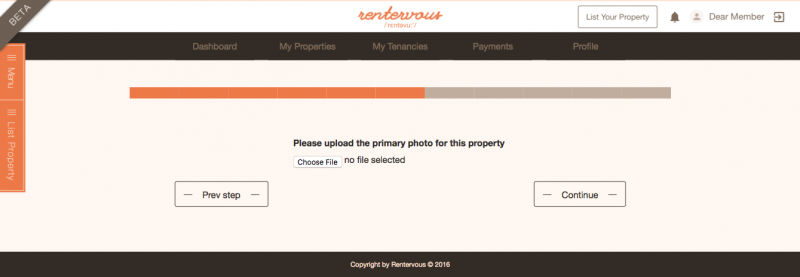 BETA
rentervous
/rentevu:'/
List Your Property
Dear Member
Dashboard
My Properties
My Tenancies
Payments
Profile
Menu
List Property
Please upload the primary photo for this property
Choose File no file selected
— Prev step —
— Continue —
Copyright by Rentervous © 2016